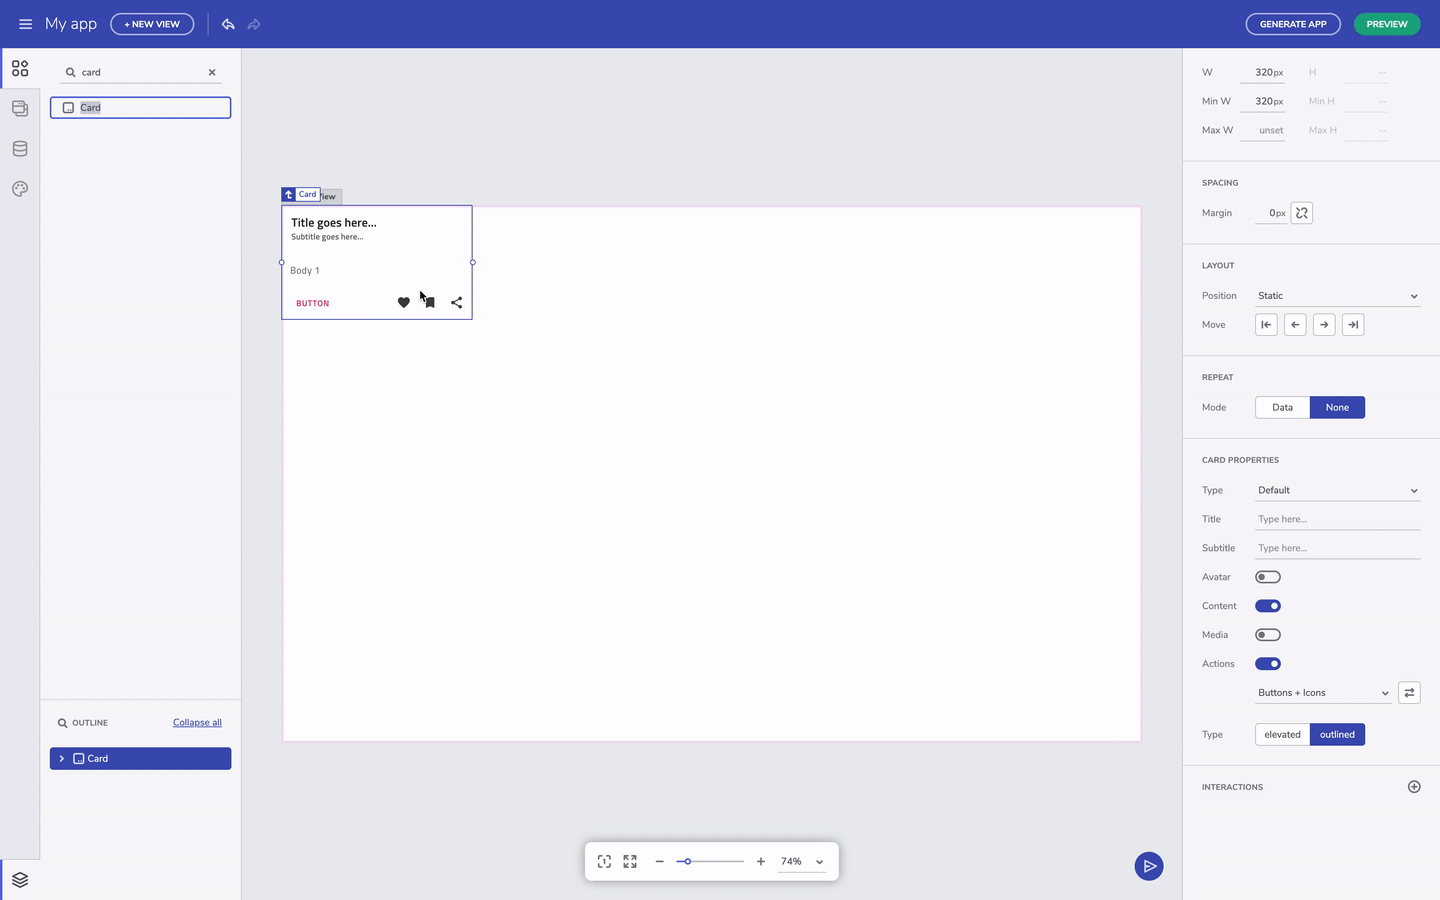 My app
+ NEW VIEW
GENERATE APP
PREVIEW
card
Card
OUTLINE
Collapse all
Card
Card
iew
Title goes here...
Subtitle goes here...
Body 1
BUTTON
74%
W
320px
H
--
Min W
320px
Min H
--
Max W
unset
Max H
--
SPACING
Margin
0px
LAYOUT
Position
Static
Move
REPEAT
Mode
Data
None
CARD PROPERTIES
Type
Default
Title
Type here...
Subtitle
Type here...
Avatar
Content
Media
Actions
Buttons + Icons
Type
elevated
outlined
INTERACTIONS